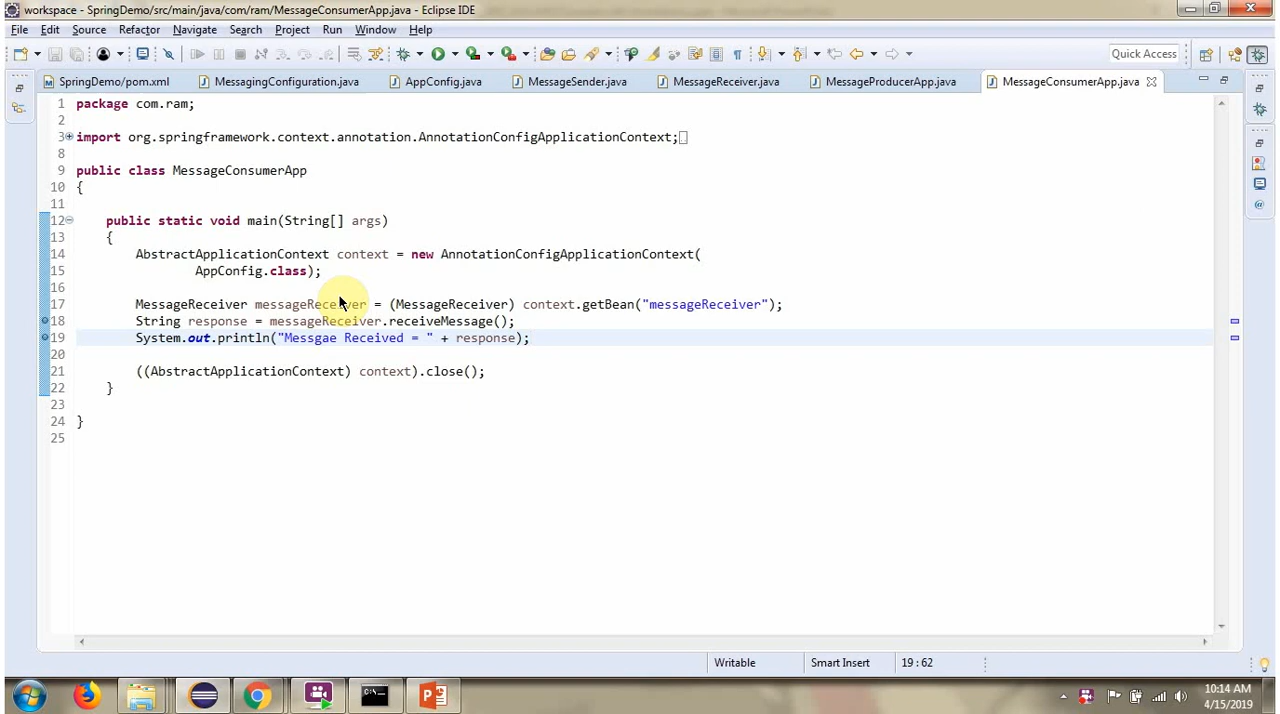 workspace - SpringDemo/src/main/java/com/ram/MessageConsumerApp.java - Eclipse IDE
File Edit Source Refactor Navigate Search Project Run Window Help
Quick Access
SpringDemo/pom.xml MessagingConfiguration.java AppConfig.java MessageSender.java MessageReceiver.java MessageProducerApp.java MessageConsumerApp.java
1 package com.ram;
2
3 import org.springframework.context.annotation.AnnotationConfigApplicationContext;
8
9 public class MessageConsumerApp
10 {
11
12 public static void main(String[] args)
13 {
14 AbstractApplicationContext context = new AnnotationConfigApplicationContext(
15 AppConfig.class);
16
17 MessageReceiver messageReceiver = (MessageReceiver) context.getBean("messageReceiver");
18 String response = messageReceiver.receiveMessage();
19 System.out.println("Messgae Received = " + response);
20
21 ((AbstractApplicationContext) context).close();
22 }
23
24 }
25
Writable Smart Insert 19 : 62
10:14 AM
4/15/2019